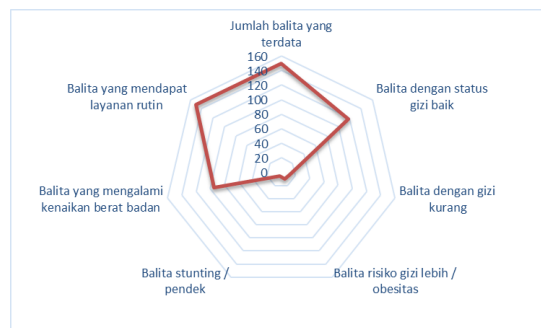 Jumlah balita yang
terdata
160
140
120
100
80
60
40
20
0
Balita dengan status
gizi baik
Balita dengan gizi
kurang
Balita risiko gizi lebih /
obesitas
Balita stunting /
pendek
Balita yang mengalami
kenaikan berat badan
Balita yang mendapat
layanan rutin